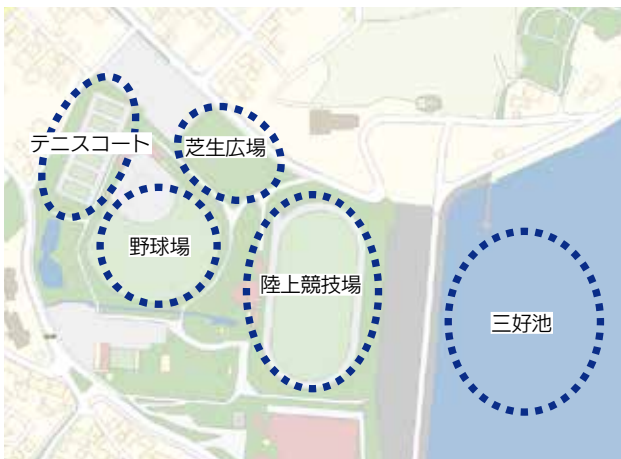 テニスコート
芝生広場
野球場
陸上競技場
三好池